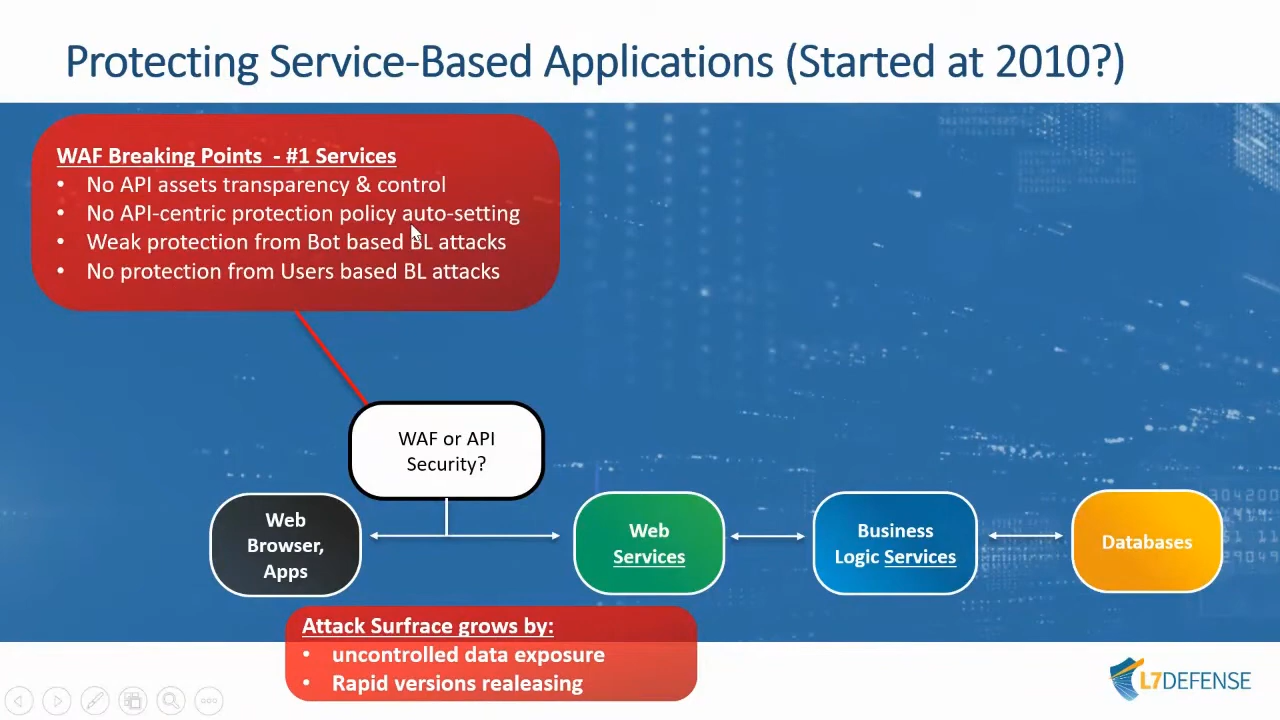 Protecting Service-Based Applications (Started at 2010?)
WAF Breaking Points - #1 Services
• No API assets transparency & control
• No API-centric protection policy auto-setting
• Weak protection from Bot based BL attacks
• No protection from Users based BL attacks
WAF or API
Security?
Web
Browser,
Apps
Web
Services
Business
Logic Services
Databases
Attack Surfrace grows by:
• uncontrolled data exposure
• Rapid versions realeasing
L7DEFENSE